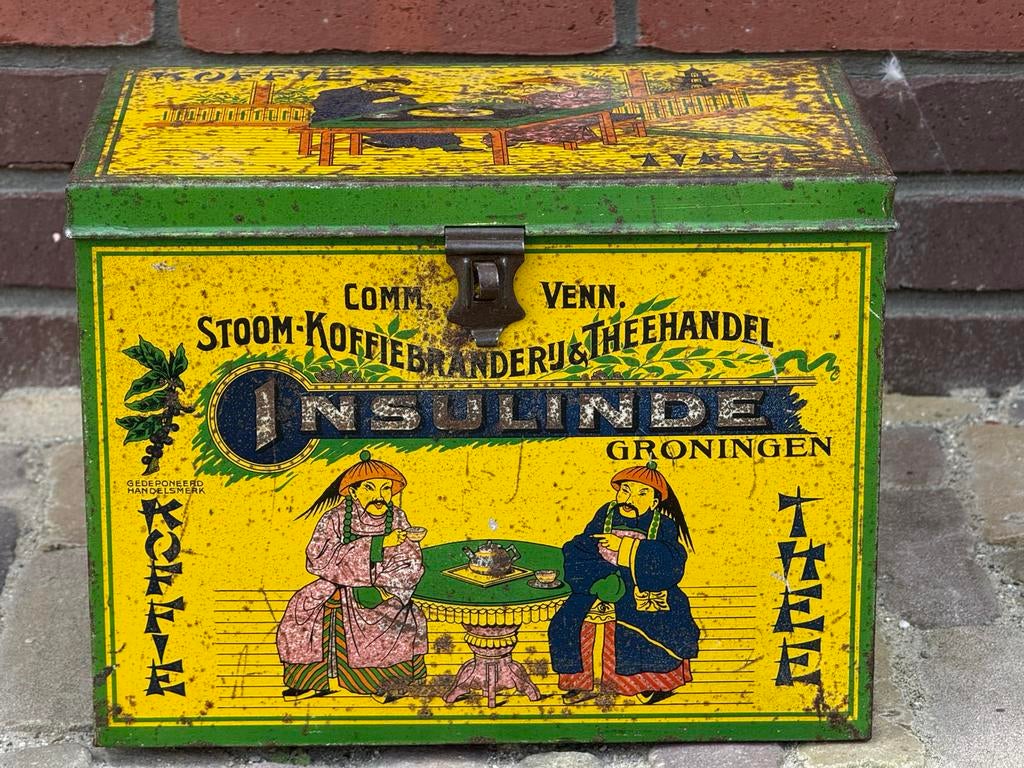 KOFFIE
COMM. VENN.
STOOM-KOFFIEBRANDERIJ & THEEHANDEL
INSULINDE
GRONINGEN
GEDEPONEERD
HANDELSMERK
KOFFIE
THEE